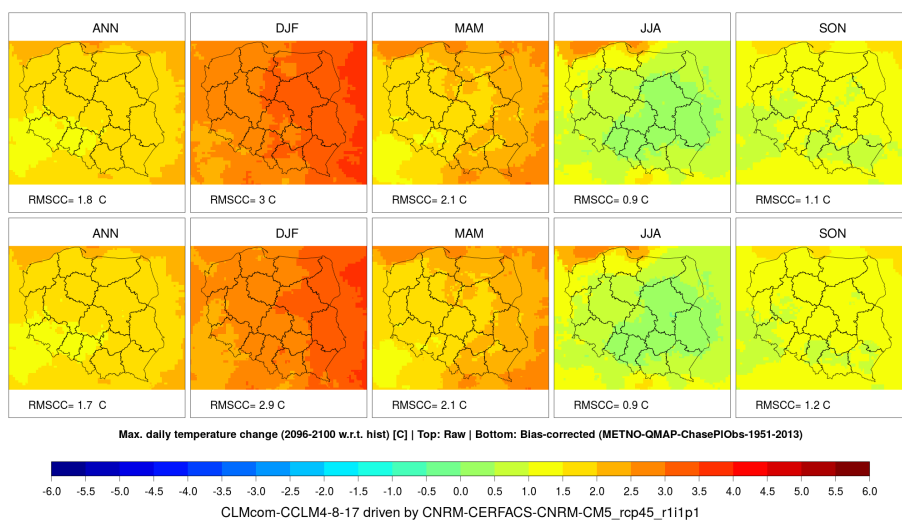 ANN DJF MAM JJA SON
RMSCC= 1.8 C RMSCC= 3 C RMSCC= 2.1 C RMSCC= 0.9 C RMSCC= 1.1 C
ANN DJF MAM JJA SON
RMSCC= 1.7 C RMSCC= 2.9 C RMSCC= 2.1 C RMSCC= 0.9 C RMSCC= 1.2 C
Max. daily temperature change (2096-2100 w.r.t. hist) [C] | Top: Raw | Bottom: Bias-corrected (METNO-QMAP-ChasePlObs-1951-2013)
-6.0 -5.5 -5.0 -4.5 -4.0 -3.5 -3.0 -2.5 -2.0 -1.5 -1.0 -0.5 0.0 0.5 1.0 1.5 2.0 2.5 3.0 3.5 4.0 4.5 5.0 5.5 6.0
CLMcom-CCLM4-8-17 driven by CNRM-CERFACS-CNRM-CM5_rcp45_r1i1p1